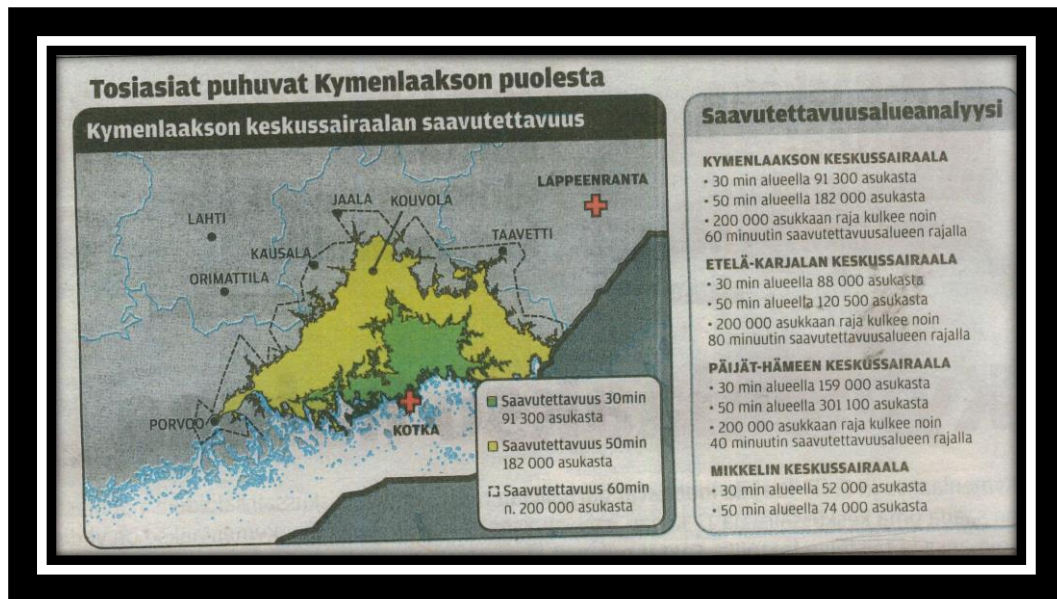 Tosiasiat puhuvat Kymenlaakson puolesta
Kymenlaakson keskussairaalan saavutettavuus
LAPPEENRANTA
JAALA
KOUVOLA
LAHTI
TAAVETTI
KAUSALA
ORIMATTILA
PORVOO
KOTKA
Saavutettavuus 30min
91 300 asukasta
Saavutettavuus 50min
182 000 asukasta
Saavutettavuus 60min
n. 200 000 asukasta
Saavutettavuusalueanalyysi
KYMENLAAKSON KESKUSSAIRAALA
• 30 min alueella 91 300 asukasta
• 50 min alueella 182 000 asukasta
• 200 000 asukkaan raja kulkee noin
60 minuutin saavutettavuusalueen rajalla
ETELÄ-KARJALAN KESKUSSAIRAALA
• 30 min alueella 88 000 asukasta
• 50 min alueella 120 500 asukasta
• 200 000 asukkaan raja kulkee noin
80 minuutin saavutettavuusalueen rajalla
PÄIJÄT-HÄMEEN KESKUSSAIRAALA
• 30 min alueella 159 000 asukasta
• 50 min alueella 301 100 asukasta
• 200 000 asukkaan raja kulkee noin
40 minuutin saavutettavuusalueen rajalla
MIKKELIN KESKUSSAIRAALA
• 30 min alueella 52 000 asukasta
• 50 min alueella 74 000 asukasta